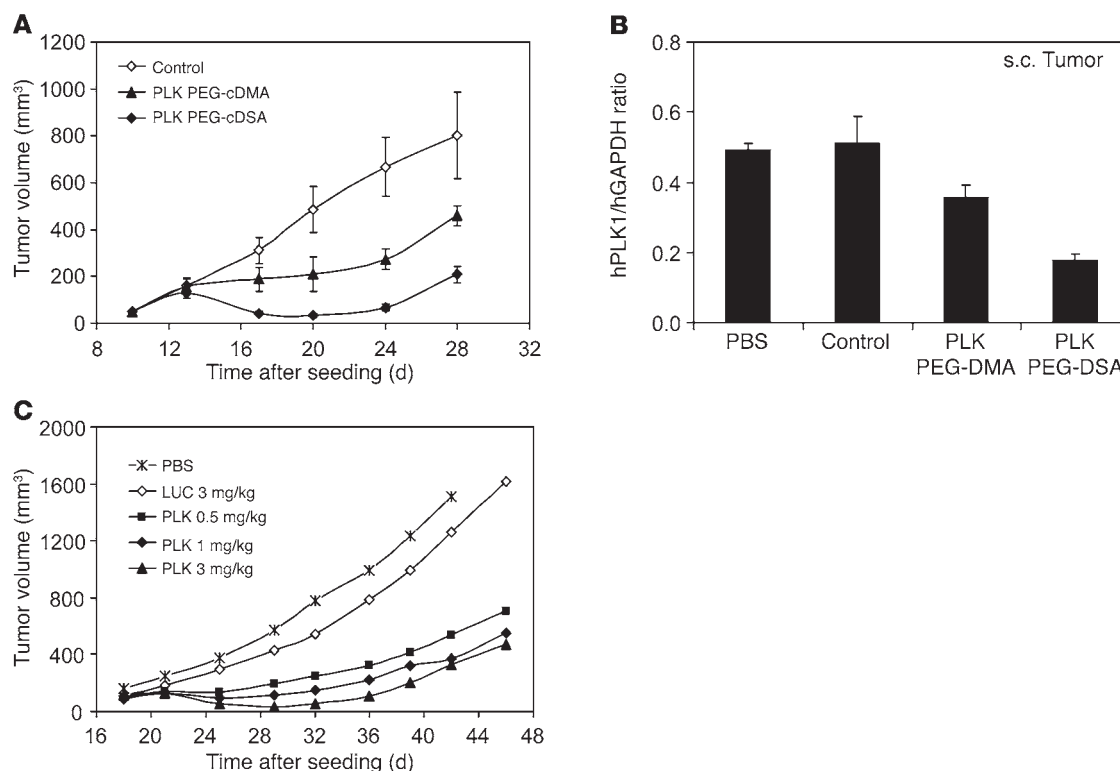 A
1200
1000
800
600
400
200
0
Tumor volume (mm³)
Control
PLK PEG-cDMA
PLK PEG-cDSA
8 12 16 20 24 28 32
Time after seeding (d)
B
0.8
0.6
0.4
0.2
0.0
hPLK1/hGAPDH ratio
s.c. Tumor
PBS Control PLK PLK
PEG-DMA PEG-DSA
C
2000
1600
1200
800
400
0
Tumor volume (mm³)
PBS
LUC 3 mg/kg
PLK 0.5 mg/kg
PLK 1 mg/kg
PLK 3 mg/kg
16 20 24 28 32 36 40 44 48
Time after seeding (d)